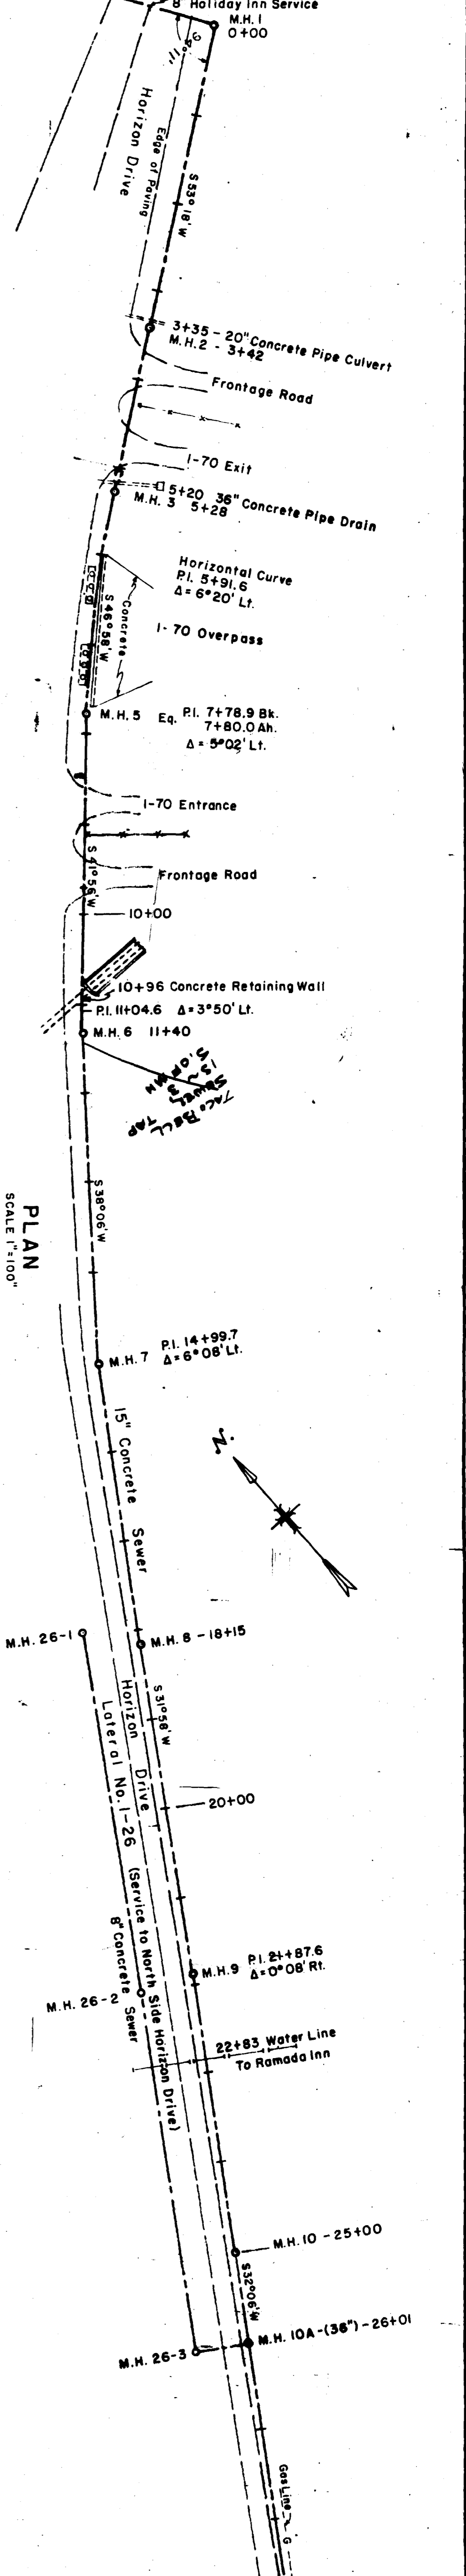 8" Holiday Inn Service
M.H. 1
0+00
94°11'
Horizon Drive
Edge of Paving
S 53°18' W
3+35 - 20" Concrete Pipe Culvert
M.H. 2 - 3+42
Frontage Road
I-70 Exit
5+20 36" Concrete Pipe Drain
M.H. 3 5+28
Horizontal Curve
P.I. 5+91.6
Δ = 6°20' Lt.
Concrete
S 46°58' W
I-70 Overpass
M.H. 5
Eq. P.I. 7+78.9 Bk.
7+80.0 Ah.
Δ = 5°02' Lt.
I-70 Entrance
S 41°56' W
Frontage Road
10+00
10+96 Concrete Retaining Wall
P.I. 11+04.6 Δ = 3°50' Lt.
M.H. 6 11+40
TACO BELL TAP
SEWER
S 38°06' W
PLAN
SCALE 1"=100"
P.I. 14+99.7
M.H. 7 Δ = 6°08' Lt.
15" Concrete Sewer
N.
M.H. 26-1
M.H. 8 - 18+15
S 31°58' W
Horizon Drive
Lateral No. 1-26 (Service to North Side Horizon Drive)
8" Concrete Sewer
20+00
P.I. 21+87.6
M.H. 9 Δ = 0°08' Rt.
M.H. 26-2
22+83 Water Line
To Ramada Inn
M.H. 10 - 25+00
S 32°06' W
M.H. 10A - (36") - 26+01
M.H. 26-3
Gas Line
G